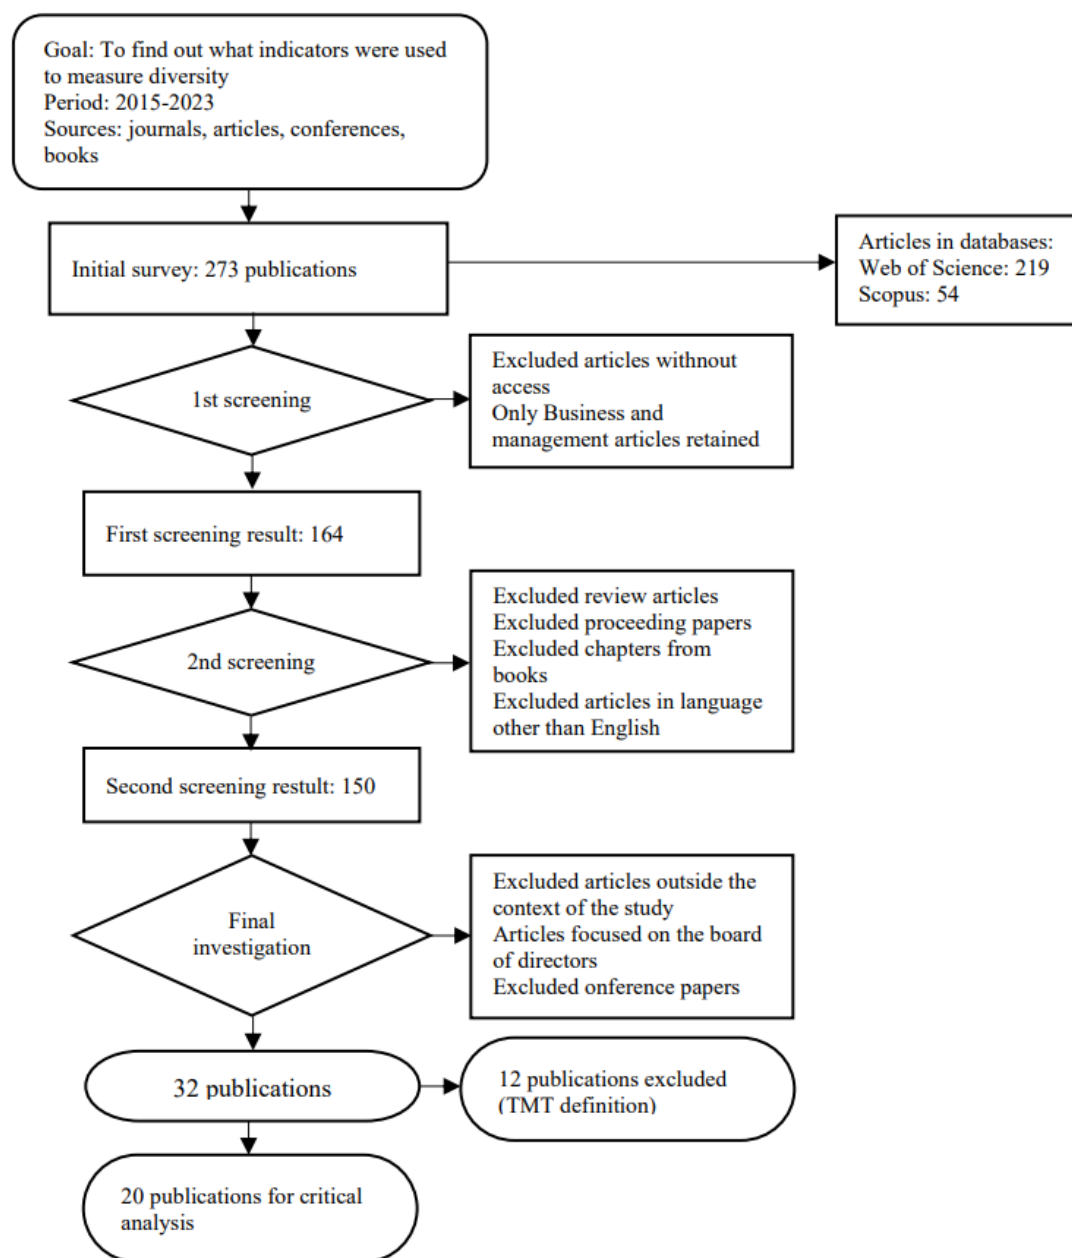 Goal: To find out what indicators were used
to measure diversity
Period: 2015-2023
Sources: journals, articles, conferences,
books
Initial survey: 273 publications
Articles in databases:
Web of Science: 219
Scopus: 54
1st screening
Excluded articles withnout
access
Only Business and
management articles retained
First screening result: 164
2nd screening
Excluded review articles
Excluded proceeding papers
Excluded chapters from
books
Excluded articles in language
other than English
Second screening restult: 150
Final
investigation
Excluded articles outside the
context of the study
Articles focused on the board
of directors
Excluded onference papers
32 publications
12 publications excluded
(TMT definition)
20 publications for critical
analysis